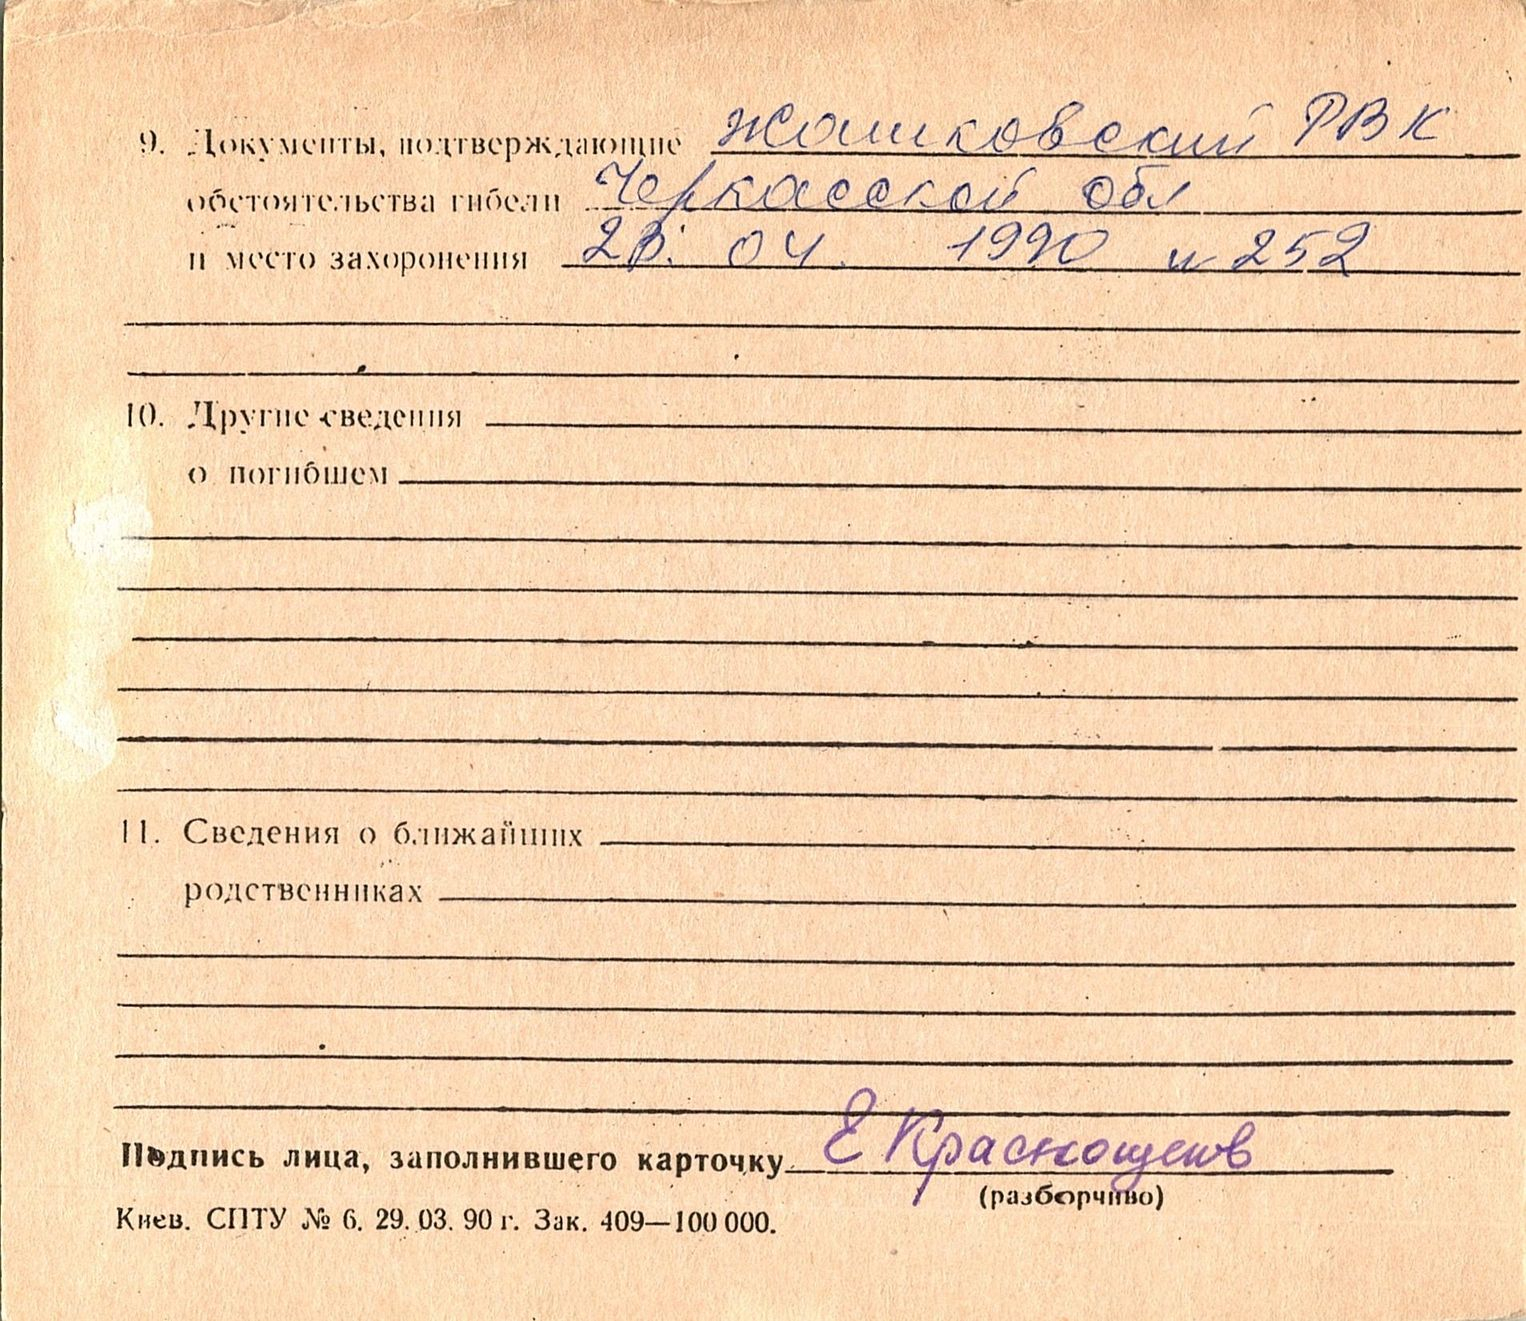 9. Документы, подтверждающие Жашковский РВК
обстоятельства гибели Черкасской обл
и место захоронения 04. 1990 и 252
10. Другие сведения
о погибшем
11. Сведения о ближайших
родственниках
Подпись лица, заполнившего карточку Е Краснощеков
(разборчиво)
Киев. СПТУ № 6. 29. 03. 90 г. Зак. 409—100 000.